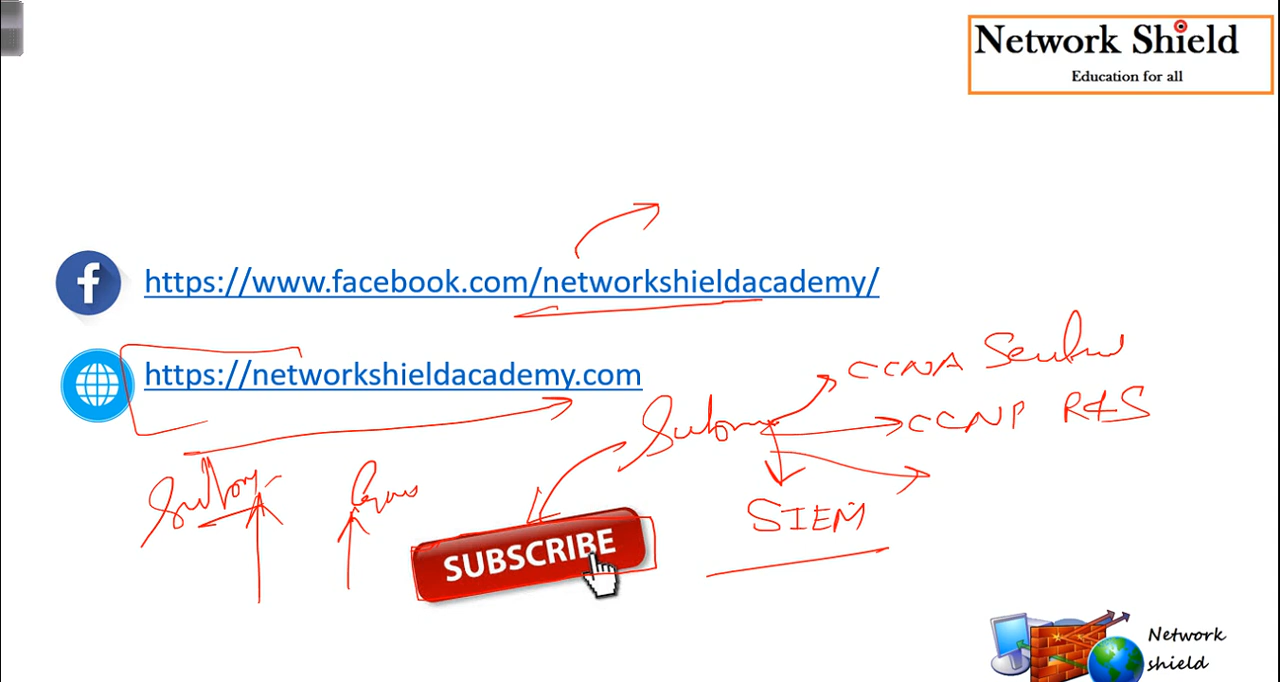 Network Shield
Education for all
https://www.facebook.com/networkshieldacademy/
https://networkshieldacademy.com
CCNA
CCNP R&S
SUBSCRIBE
SIEM
Network
shield